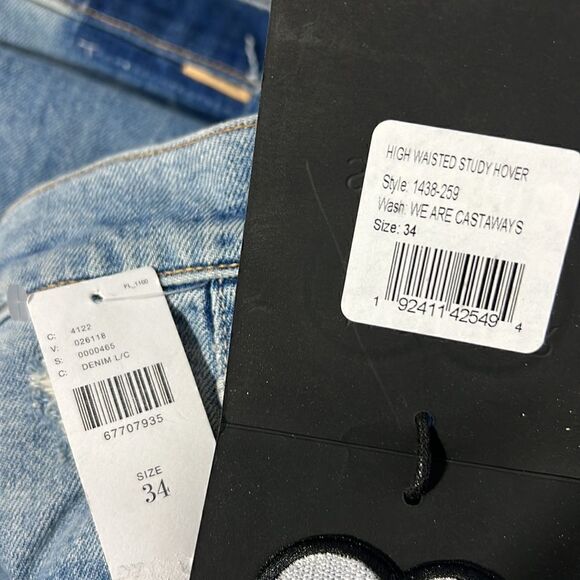 HIGH WAISTED STUDY HOVER
Style: 1438-259
Wash: WE ARE CASTAWAYS
Size: 34
1 92411 42549 4
FL_1100
C: 4122
V: 026118
S: 0000465
C: DENIM L/C
67707935
SIZE
34